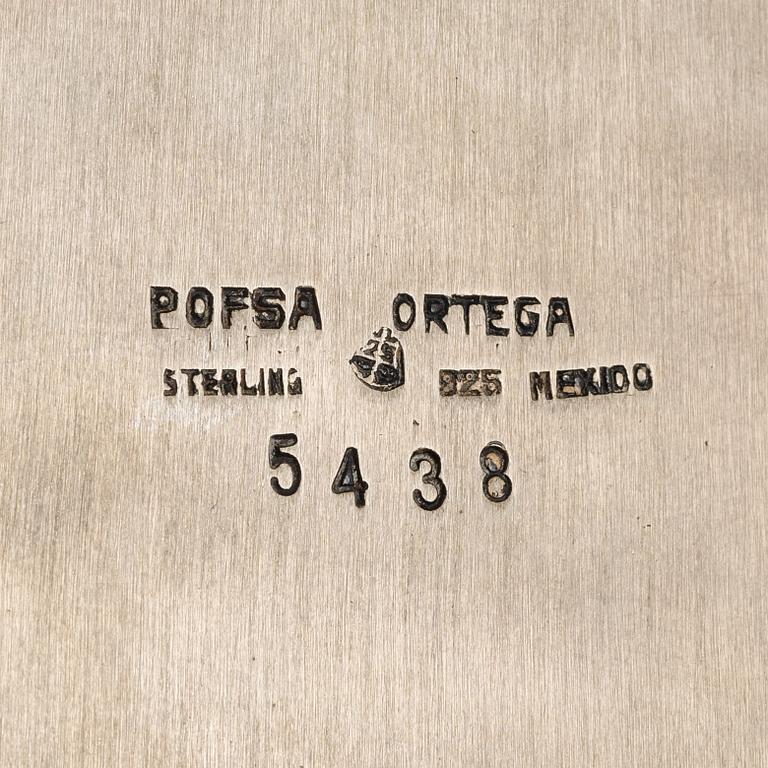 POFSA ORTEGA
STERLING 925 MEXICO
5438